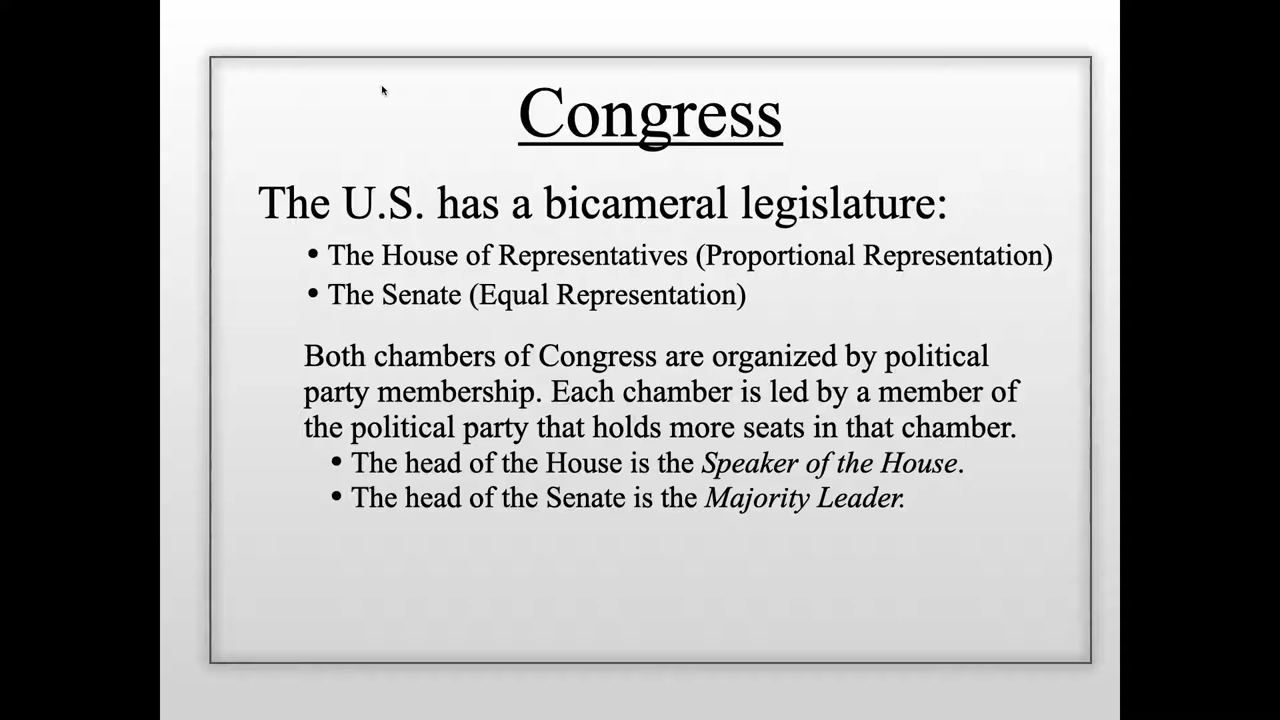 Congress
The U.S. has a bicameral legislature:
• The House of Representatives (Proportional Representation)
• The Senate (Equal Representation)
Both chambers of Congress are organized by political
party membership. Each chamber is led by a member of
the political party that holds more seats in that chamber.
• The head of the House is the Speaker of the House.
• The head of the Senate is the Majority Leader.